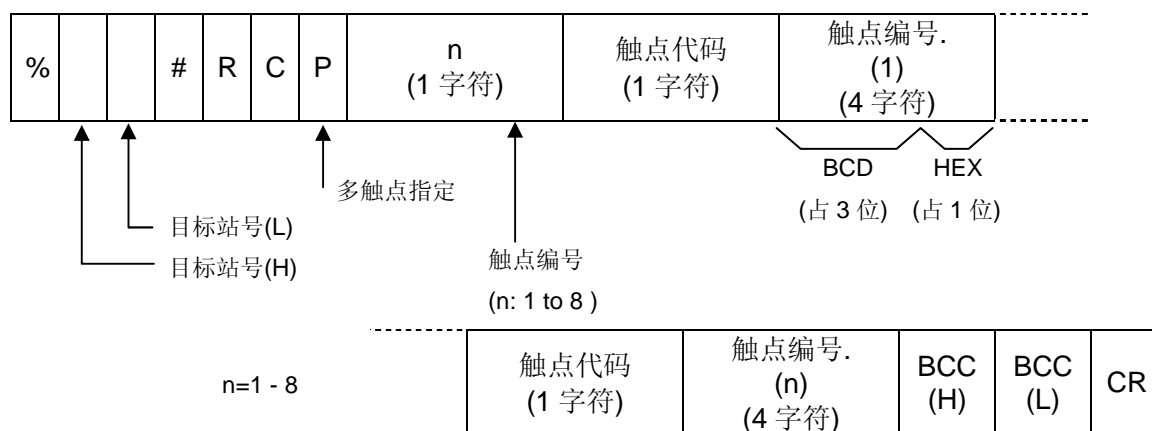 % # R C P n (1 字符) 触点代码 (1 字符) 触点编号. (1) (4 字符)
BCD HEX
(占 3 位) (占 1 位)
多触点指定
目标站号(L)
目标站号(H)
触点编号
(n: 1 to 8 )
n=1 - 8
触点代码 (1 字符) 触点编号. (n) (4 字符) BCC (H) BCC (L) CR